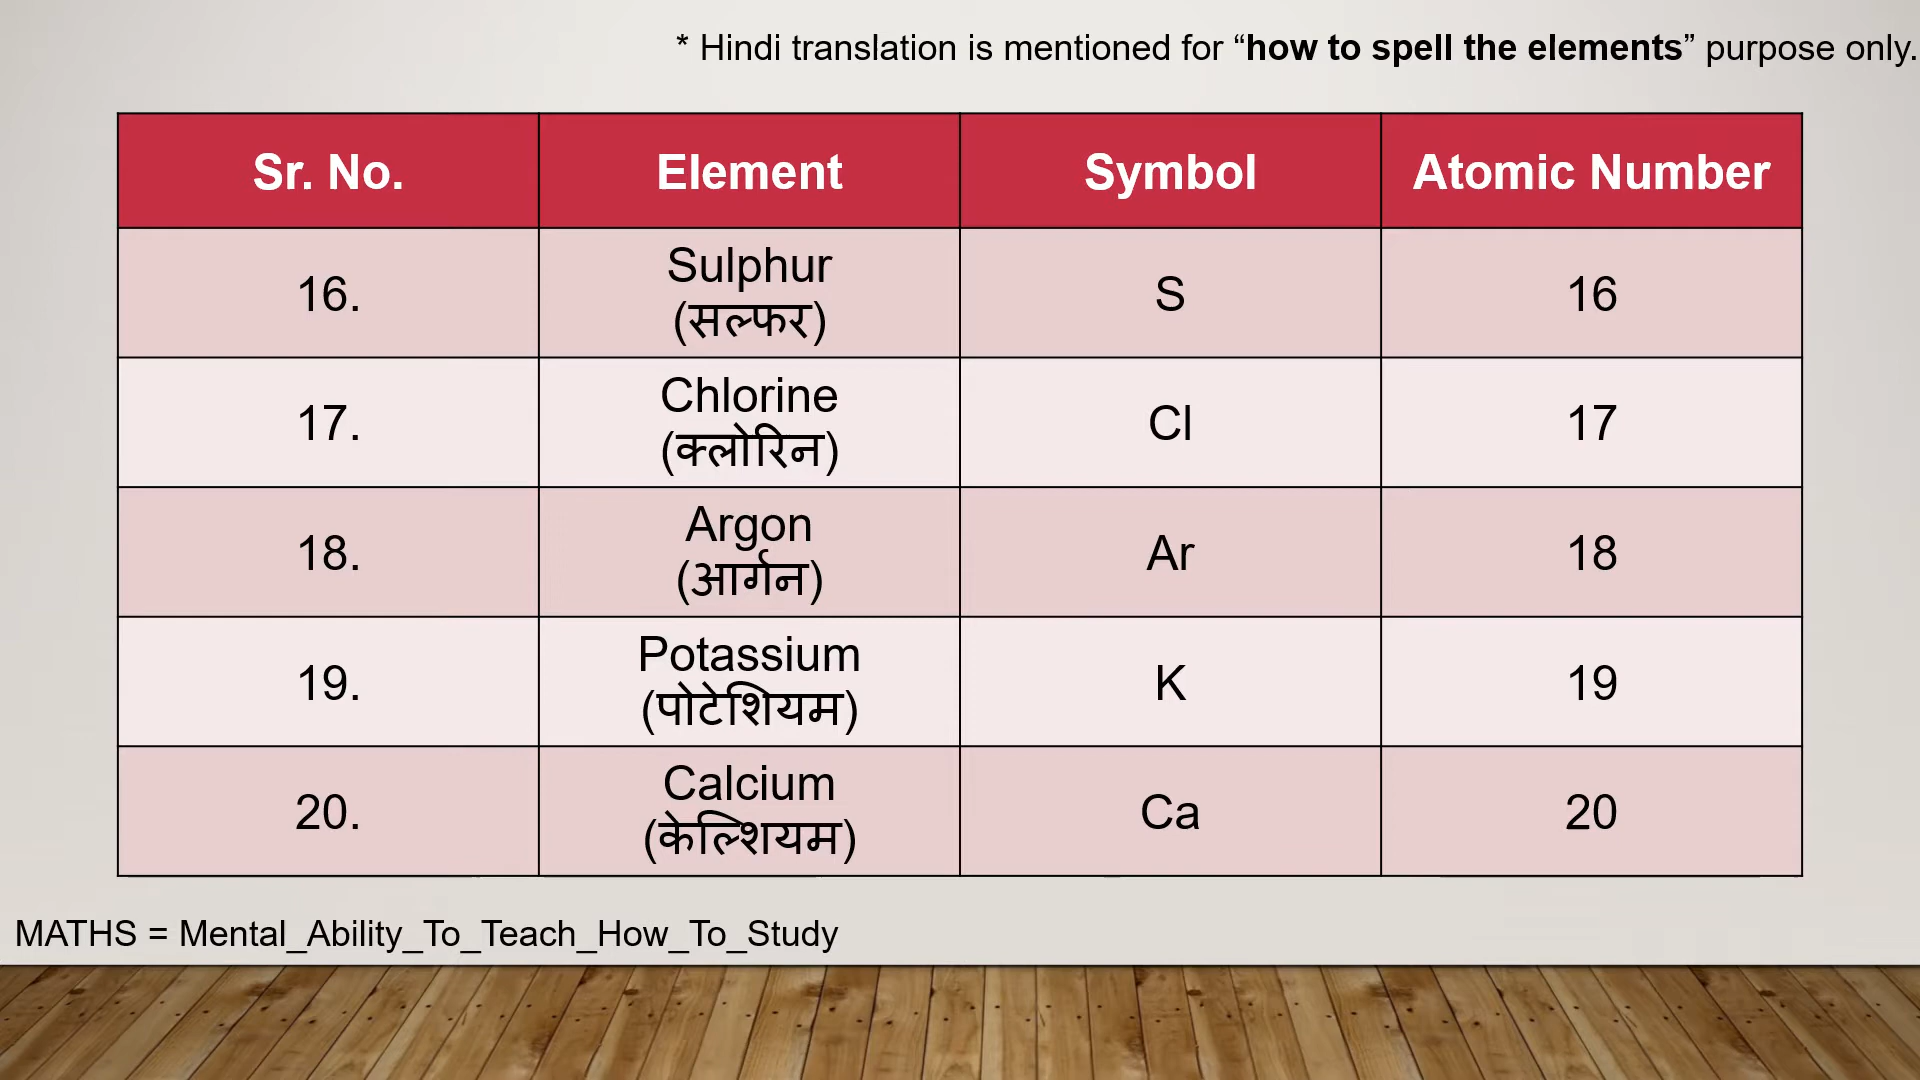 * Hindi translation is mentioned for “how to spell the elements” purpose only.
Sr. No. Element Symbol Atomic Number
16. Sulphur (सल्फर) S 16
17. Chlorine (क्लोरिन) Cl 17
18. Argon (आर्गन) Ar 18
19. Potassium (पोटेशियम) K 19
20. Calcium (केल्शियम) Ca 20
MATHS = Mental_Ability_To_Teach_How_To_Study